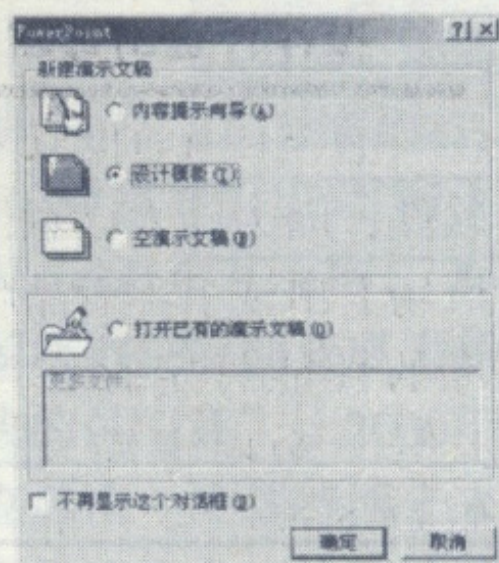 PowerPoint
新建演示文稿
内容提示向导(A)
设计模板(T)
空演示文稿(B)
打开已有的演示文稿(O)
更多文件...
不再显示这个对话框(D)
确定 取消